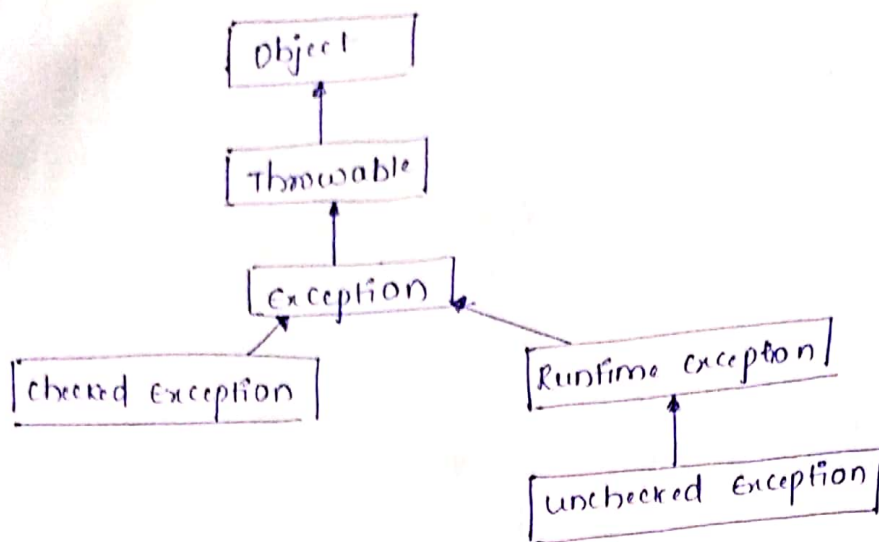 Object
Throwable
Exception
Checked Exception
Runtime exception
unchecked Exception